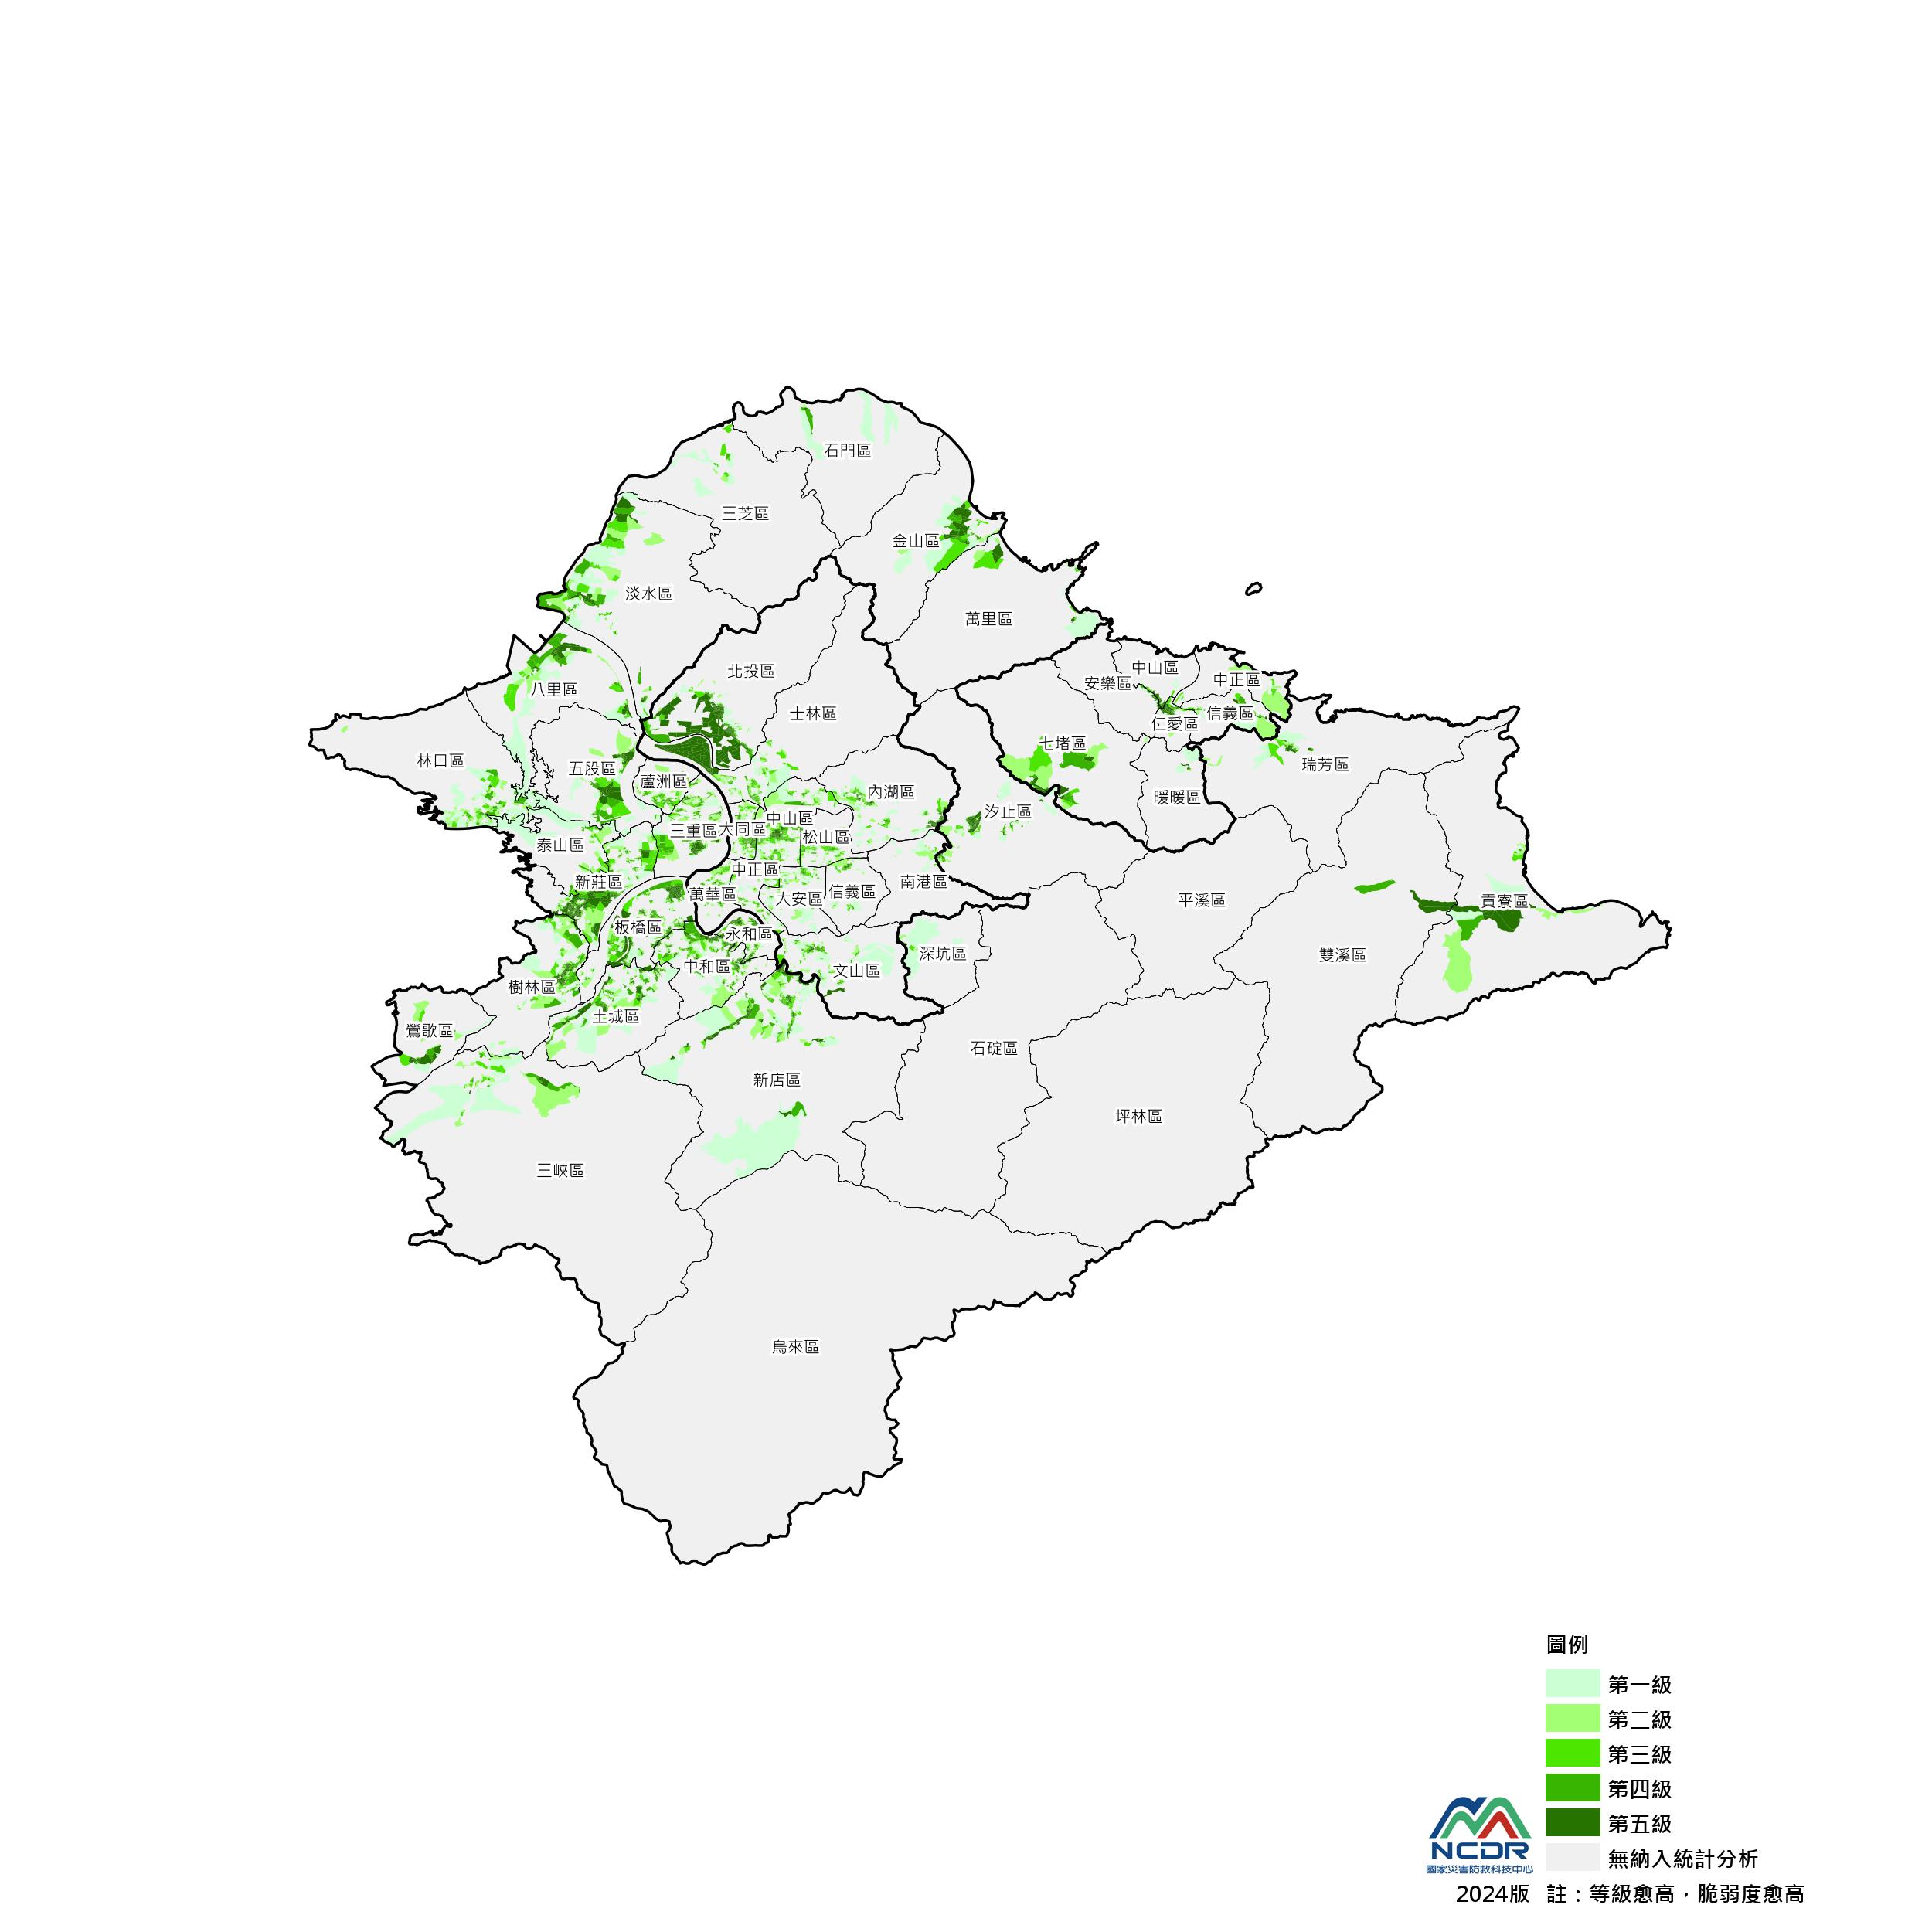 石門區
三芝區
金山區
淡水區
萬里區
北投區
中山區
中正區
安樂區
八里區
士林區
信義區
仁愛區
七堵區
林口區
五股區
瑞芳區
蘆洲區
內湖區
暖暖區
汐止區
中山區
三重區
大同區
松山區
泰山區
中正區
新莊區
南港區
萬華區
大安區
信義區
平溪區
貢寮區
板橋區
永和區
深坑區
雙溪區
中和區
文山區
樹林區
土城區
鶯歌區
石碇區
新店區
坪林區
三峽區
烏來區
圖例
第一級
第二級
第三級
第四級
第五級
無納入統計分析
NCDR
國家災害防救科技中心
2024版 註：等級愈高，脆弱度愈高